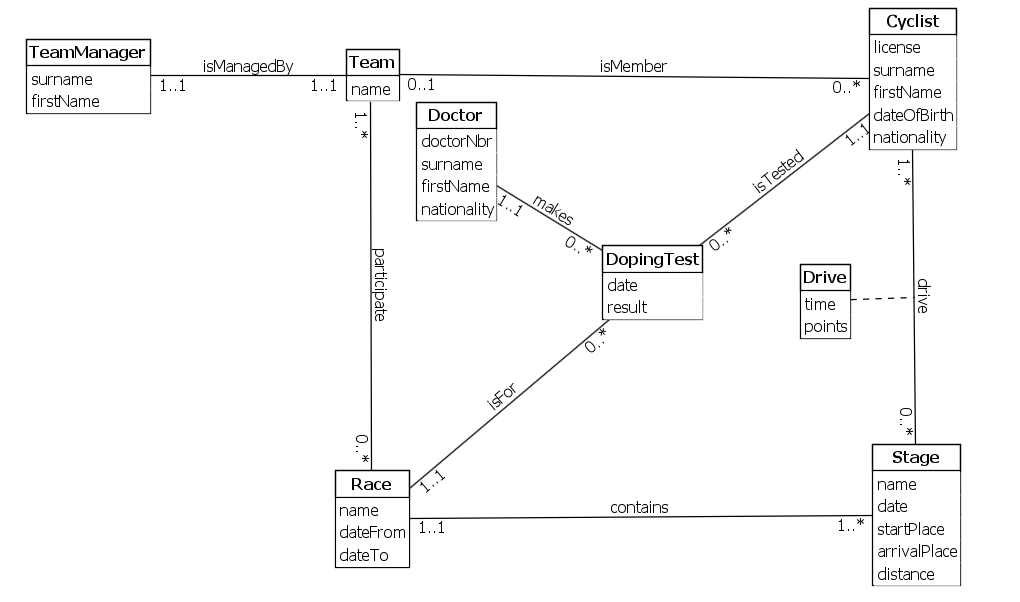 TeamManager
surname
firstName
isManagedBy
1..1
1..1
Team
name
0..1
isMember
0..*
Cyclist
license
surname
firstName
dateOfBirth
nationality
1..*
Doctor
doctorNbr
surname
firstName
nationality
1..1
makes
0..*
isTested
1..1
0..*
1..*
DopingTest
date
result
0..*
participate
Drive
time
points
drive
isFor
0..*
0..*
Race
name
dateFrom
dateTo
1..1
1..1
contains
1..*
Stage
name
date
startPlace
arrivalPlace
distance